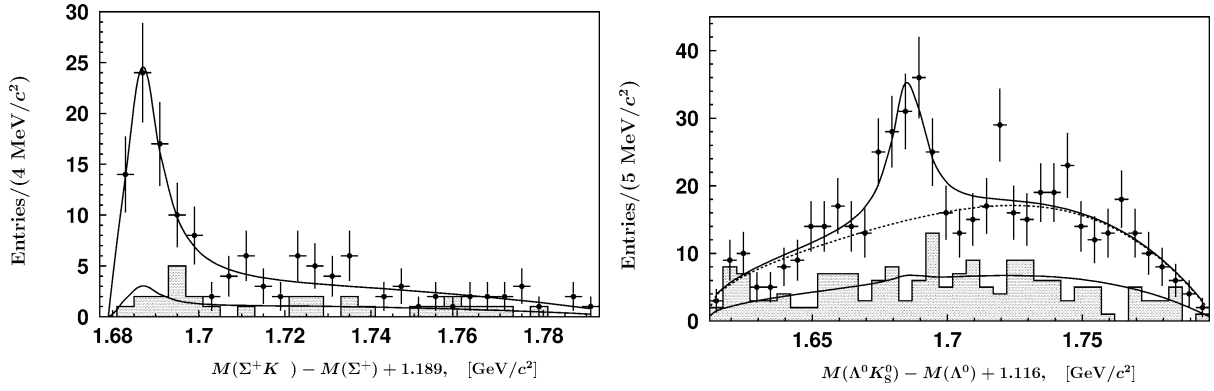 Entries/(4 MeV/c²)
30
25
20
15
10
5
0
1.68 1.7 1.72 1.74 1.76 1.78
M(Σ⁺K ) − M(Σ⁺) + 1.189, [GeV/c²]
Entries/(5 MeV/c²)
40
30
20
10
0
1.65 1.7 1.75
M(Λ⁰K_S⁰) − M(Λ⁰) + 1.116, [GeV/c²]